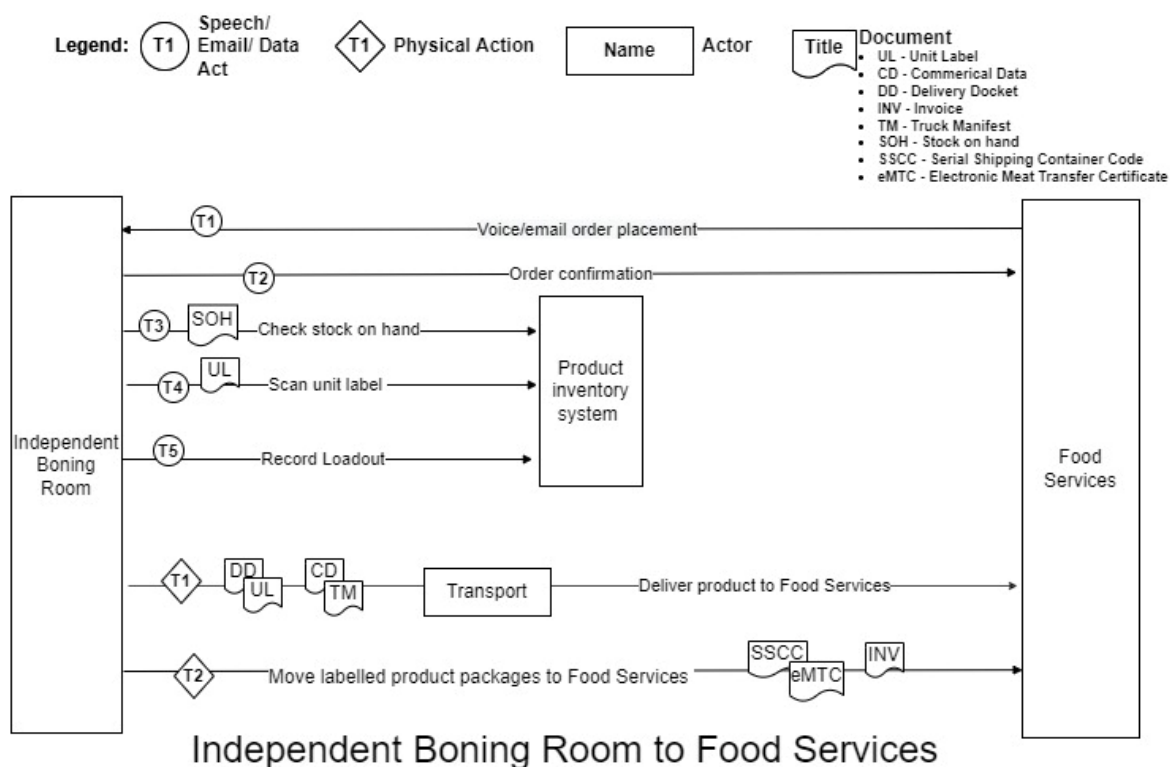 Legend:
T1
Speech/
Email/ Data
Act
T1
Physical Action
Name
Actor
Title
Document
• UL - Unit Label
• CD - Commerical Data
• DD - Delivery Docket
• INV - Invoice
• TM - Truck Manifest
• SOH - Stock on hand
• SSCC - Serial Shipping Container Code
• eMTC - Electronic Meat Transfer Certificate
Independent
Boning
Room
T1
Voice/email order placement
T2
Order confirmation
T3
SOH
Check stock on hand
T4
UL
Scan unit label
T5
Record Loadout
Product
inventory
system
Food
Services
T1
DD
UL
CD
TM
Transport
Deliver product to Food Services
T2
Move labelled product packages to Food Services
SSCC
eMTC
INV
Independent Boning Room to Food Services